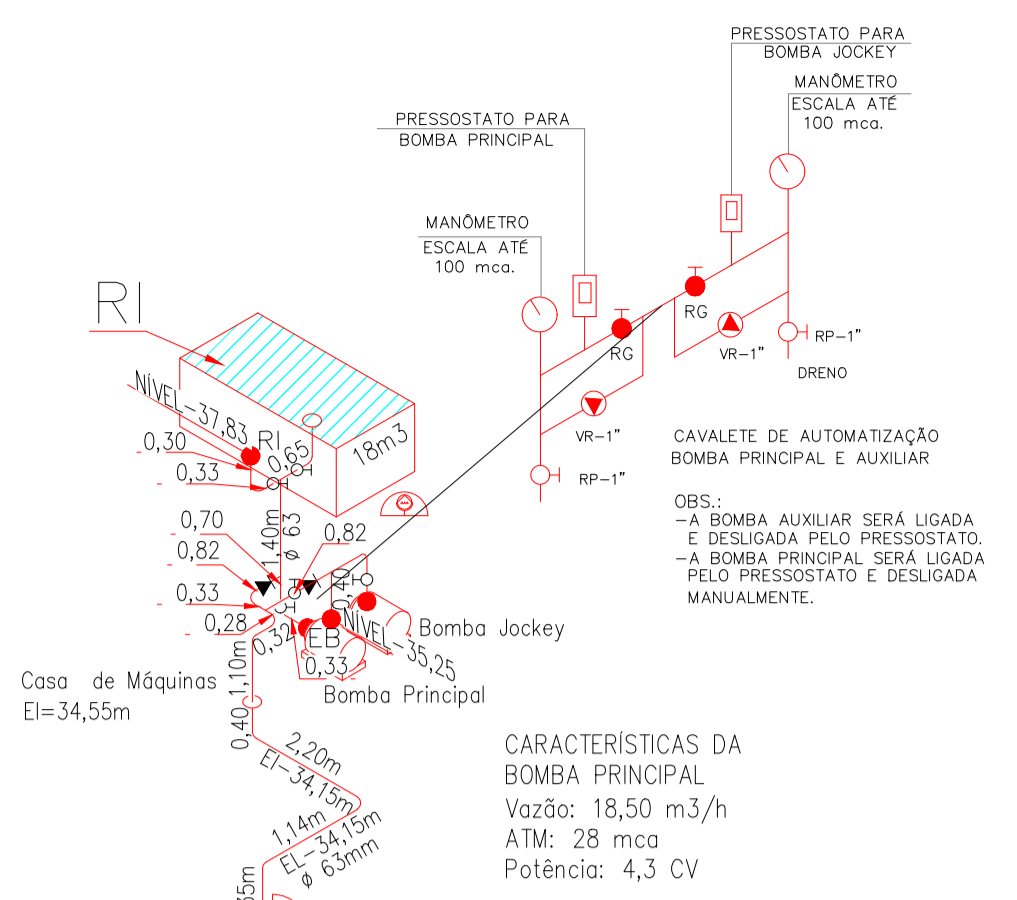 PRESSOSTATO PARA
BOMBA JOCKEY
MANÔMETRO
ESCALA ATÉ
100 mca.
PRESSOSTATO PARA
BOMBA PRINCIPAL
MANÔMETRO
ESCALA ATÉ
100 mca.
RI
RG
RG
VR-1"
RP-1"
DRENO
VR-1"
RP-1"
CAVALETE DE AUTOMATIZAÇÃO
BOMBA PRINCIPAL E AUXILIAR
OBS.:
-A BOMBA AUXILIAR SERÁ LIGADA
E DESLIGADA PELO PRESSOSTATO.
-A BOMBA PRINCIPAL SERÁ LIGADA
PELO PRESSOSTATO E DESLIGADA
MANUALMENTE.
NÍVEL-37,83
RI
18m3
0,30
0,65
0,33
0,70
1,40m
ϕ 63
0,82
0,82
0,33
0,40
0,28
0,32
EB
NÍVEL-35,25
0,33
Bomba Jockey
Bomba Principal
Casa de Máquinas
EI=34,55m
1,10m
0,40
2,20m
EI-34,15m
1,14m
EL-34,15m
ϕ 63mm
CARACTERÍSTICAS DA
BOMBA PRINCIPAL
Vazão: 18,50 m3/h
ATM: 28 mca
Potência: 4,3 CV